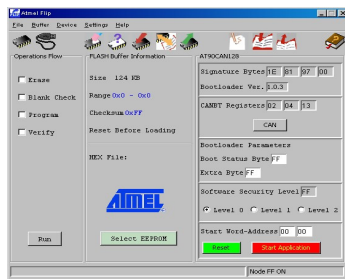 Atmel Flip
File Buffer Device Settings Help
Operations Flow
Erase
Blank Check
Program
Verify
Run
FLASH Buffer Information
Size 124 KB
Range 0x0 - 0x0
Checksum 0xFF
Reset Before Loading
HEX File:
ATMEL
Select EEPROM
AT90CAN128
Signature Bytes 1E 81 97 00
Bootloader Ver. 1.0.3
CANBT Registers 02 04 13
CAN
Bootloader Parameters
Boot Status Byte FF
Extra Byte FF
Software Security Level FF
Level 0 Level 1 Level 2
Start Word-Address 00 00
Reset Start Application
Node FF ON